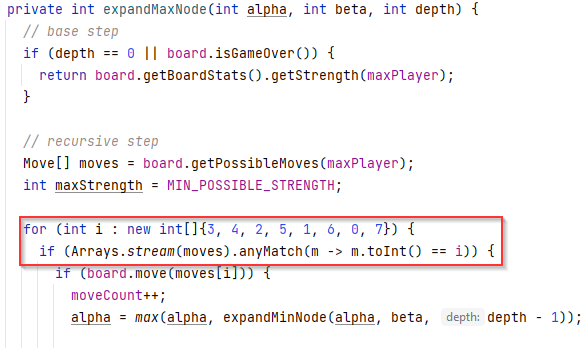 private int expandMaxNode(int alpha, int beta, int depth) {
// base step
if (depth == 0 || board.isGameOver()) {
return board.getBoardStats().getStrength(maxPlayer);
}
// recursive step
Move[] moves = board.getPossibleMoves(maxPlayer);
int maxStrength = MIN_POSSIBLE_STRENGTH;
for (int i : new int[]{3, 4, 2, 5, 1, 6, 0, 7}) {
if (Arrays.stream(moves).anyMatch(m -> m.toInt() == i)) {
if (board.move(moves[i])) {
moveCount++;
alpha = max(alpha, expandMinNode(alpha, beta, depth: depth - 1));